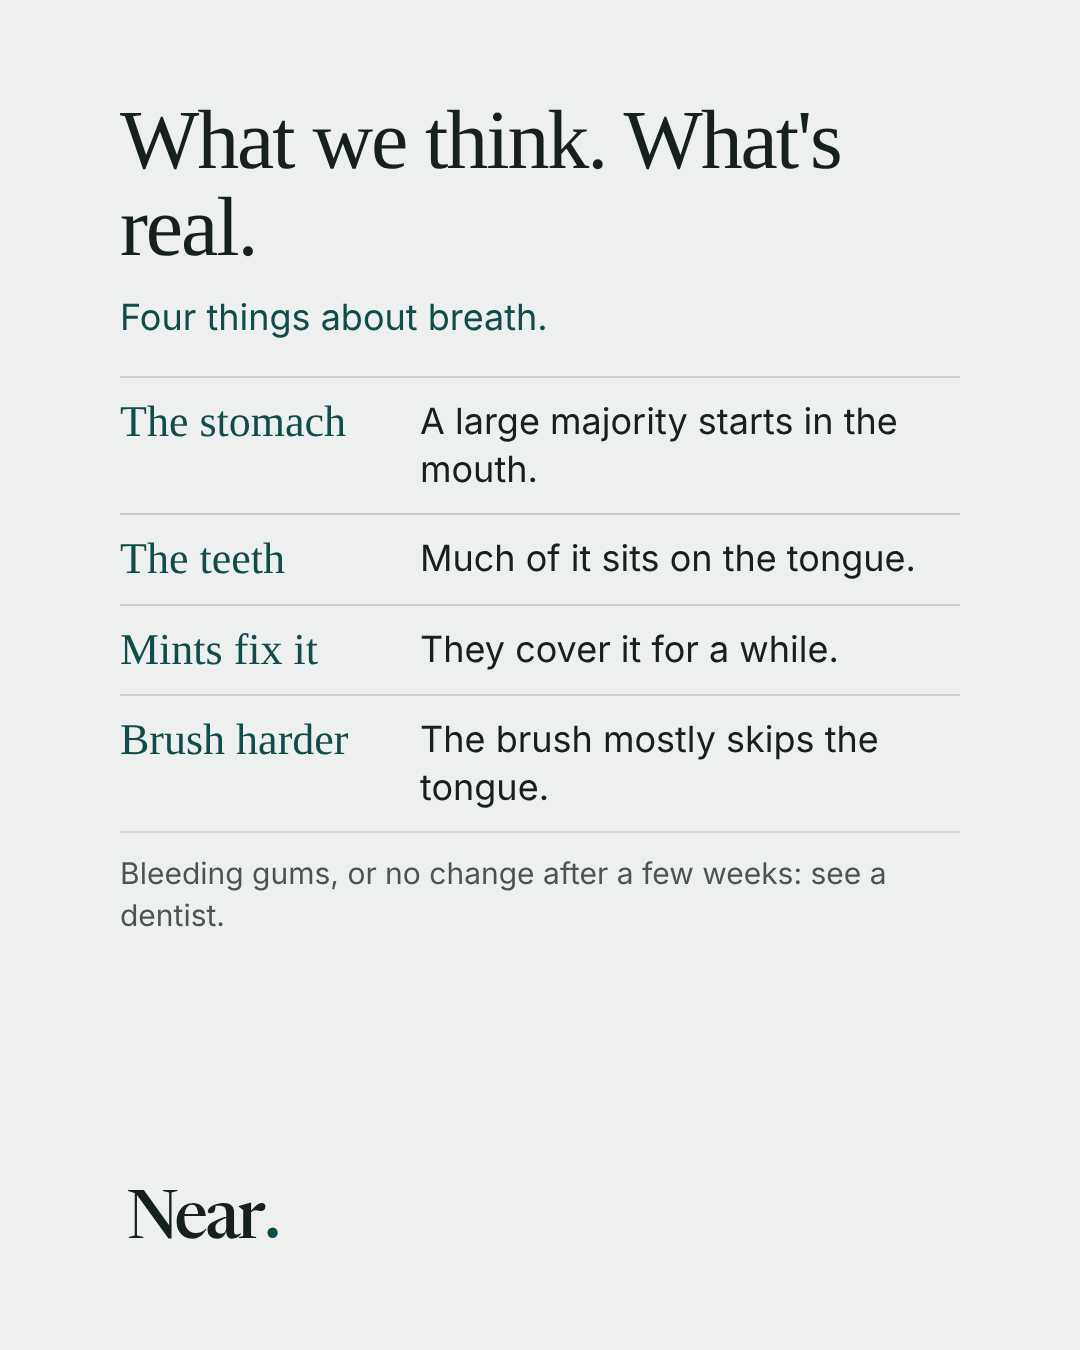 What we think. What's
real.
Four things about breath.
The stomach
A large majority starts in the
mouth.
The teeth
Much of it sits on the tongue.
Mints fix it
They cover it for a while.
Brush harder
The brush mostly skips the
tongue.
Bleeding gums, or no change after a few weeks: see a
dentist.
Near.